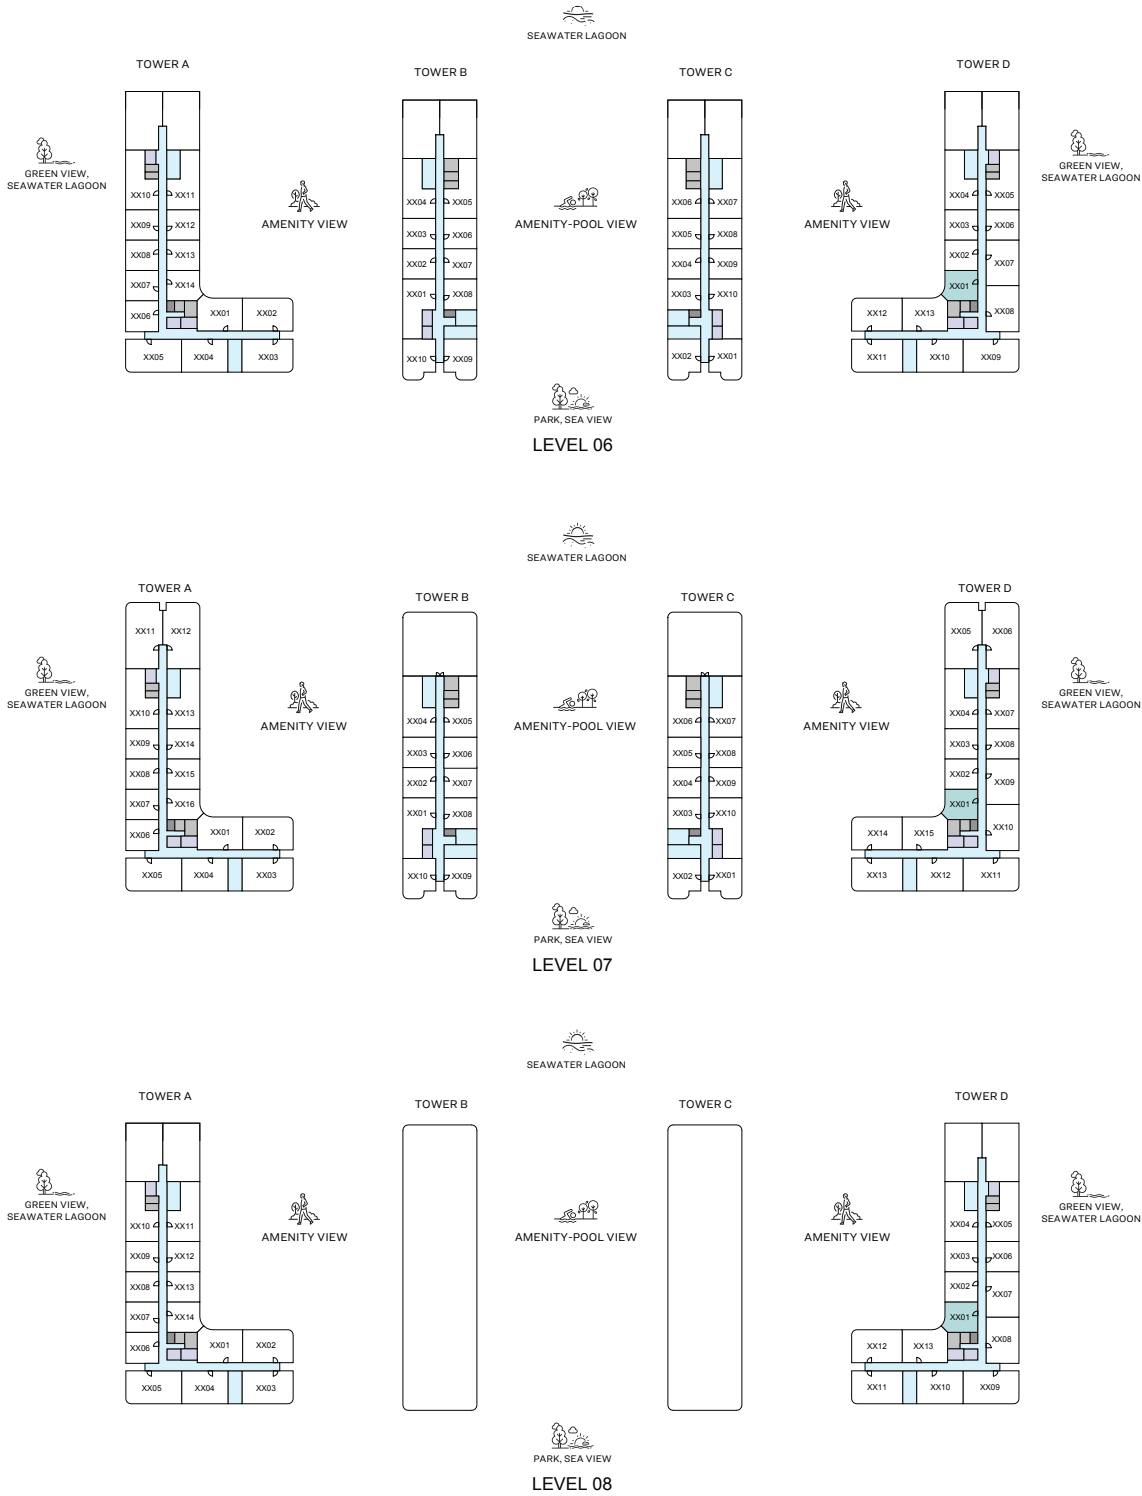 SEAWATER LAGOON
TOWER A
TOWER B
TOWER C
TOWER D
GREEN VIEW,
SEAWATER LAGOON
AMENITY VIEW
AMENITY-POOL VIEW
AMENITY VIEW
GREEN VIEW,
SEAWATER LAGOON
XX10 XX11
XX09 XX12
XX08 XX13
XX07 XX14
XX06 XX01 XX02
XX05 XX04 XX03
XX04 XX05
XX03 XX06
XX02 XX07
XX01 XX08
XX10 XX09
XX06 XX07
XX05 XX08
XX04 XX09
XX03 XX10
XX02 XX01
XX04 XX05
XX03 XX06
XX02 XX07
XX01
XX12 XX13 XX08
XX11 XX10 XX09
PARK, SEA VIEW
LEVEL 06
SEAWATER LAGOON
TOWER A
TOWER B
TOWER C
TOWER D
GREEN VIEW,
SEAWATER LAGOON
AMENITY VIEW
AMENITY-POOL VIEW
AMENITY VIEW
GREEN VIEW,
SEAWATER LAGOON
XX11 XX12
XX10 XX13
XX09 XX14
XX08 XX15
XX07 XX16
XX06 XX01 XX02
XX05 XX04 XX03
XX04 XX05
XX03 XX06
XX02 XX07
XX01 XX08
XX10 XX09
XX06 XX07
XX05 XX08
XX04 XX09
XX03 XX10
XX02 XX01
XX05 XX06
XX04 XX07
XX03 XX08
XX02 XX09
XX01
XX14 XX15 XX10
XX13 XX12 XX11
PARK, SEA VIEW
LEVEL 07
SEAWATER LAGOON
TOWER A
TOWER B
TOWER C
TOWER D
GREEN VIEW,
SEAWATER LAGOON
AMENITY VIEW
AMENITY-POOL VIEW
AMENITY VIEW
GREEN VIEW,
SEAWATER LAGOON
XX10 XX11
XX09 XX12
XX08 XX13
XX07 XX14
XX06 XX01 XX02
XX05 XX04 XX03
XX04 XX05
XX03 XX06
XX02 XX07
XX01
XX12 XX13 XX08
XX11 XX10 XX09
PARK, SEA VIEW
LEVEL 08